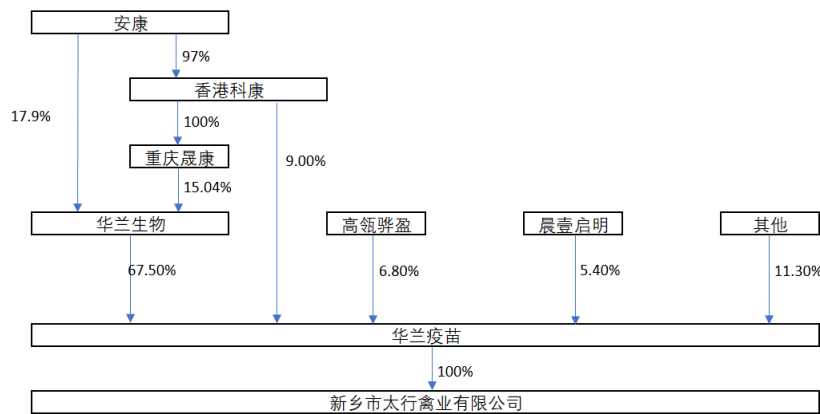 安康
97%
香港科康
17.9%
100%
重庆晟康
9.00%
15.04%
华兰生物
高瓴骅盈
晨壹启明
其他
67.50%
6.80%
5.40%
11.30%
华兰疫苗
100%
新乡市太行禽业有限公司